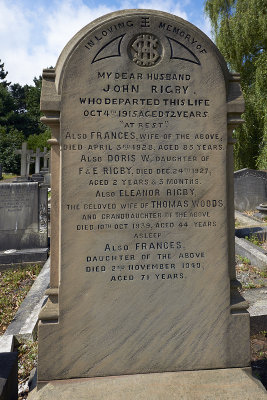 IN LOVING MEMORY OF
IHS
MY DEAR HUSBAND
JOHN RIGBY
WHO DEPARTED THIS LIFE
OCT 4TH 1915 AGED 72 YEARS.
"AT REST"
ALSO FRANCES, WIFE OF THE ABOVE,
DIED APRIL 3RD 1928, AGED 85 YEARS.
ALSO DORIS W. DAUGHTER OF
F & E RIGBY, DIED DEC 24TH 1927,
AGED 2 YEARS & 3 MONTHS.
ALSO ELEANOR RIGBY,
THE BELOVED WIFE OF THOMAS WOODS
AND GRANDDAUGHTER OF THE ABOVE
DIED 10TH OCT 1939, AGED 44 YEARS
ASLEEP
ALSO FRANCES,
DAUGHTER OF THE ABOVE
DIED 2ND NOVEMBER 1949,
AGED 71 YEARS.